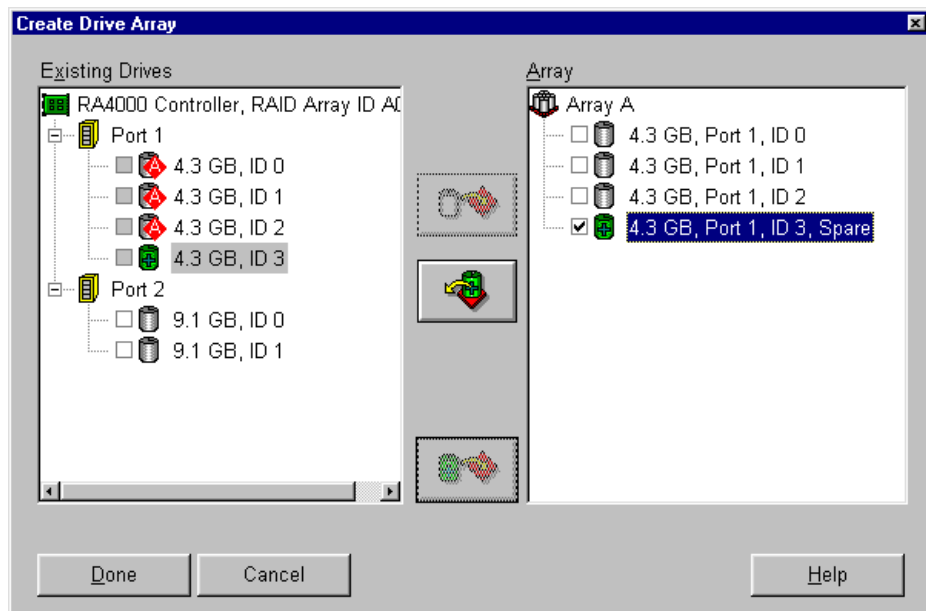 Create Drive Array
Existing Drives
RA4000 Controller, RAID Array ID A
Port 1
A 4.3 GB, ID 0
A 4.3 GB, ID 1
A 4.3 GB, ID 2
4.3 GB, ID 3
Port 2
9.1 GB, ID 0
9.1 GB, ID 1
Array
Array A
4.3 GB, Port 1, ID 0
4.3 GB, Port 1, ID 1
4.3 GB, Port 1, ID 2
4.3 GB, Port 1, ID 3, Spare
Done
Cancel
Help